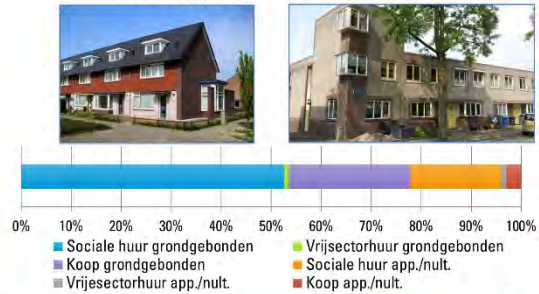 0% 10% 20% 30% 40% 50% 60% 70% 80% 90% 100%
Sociale huur grondgebonden
Vrijsectorhuur grondgebonden
Koop grondgebonden
Sociale huur app./nult.
Vrijesectorhuur app./nult.
Koop app./nult.